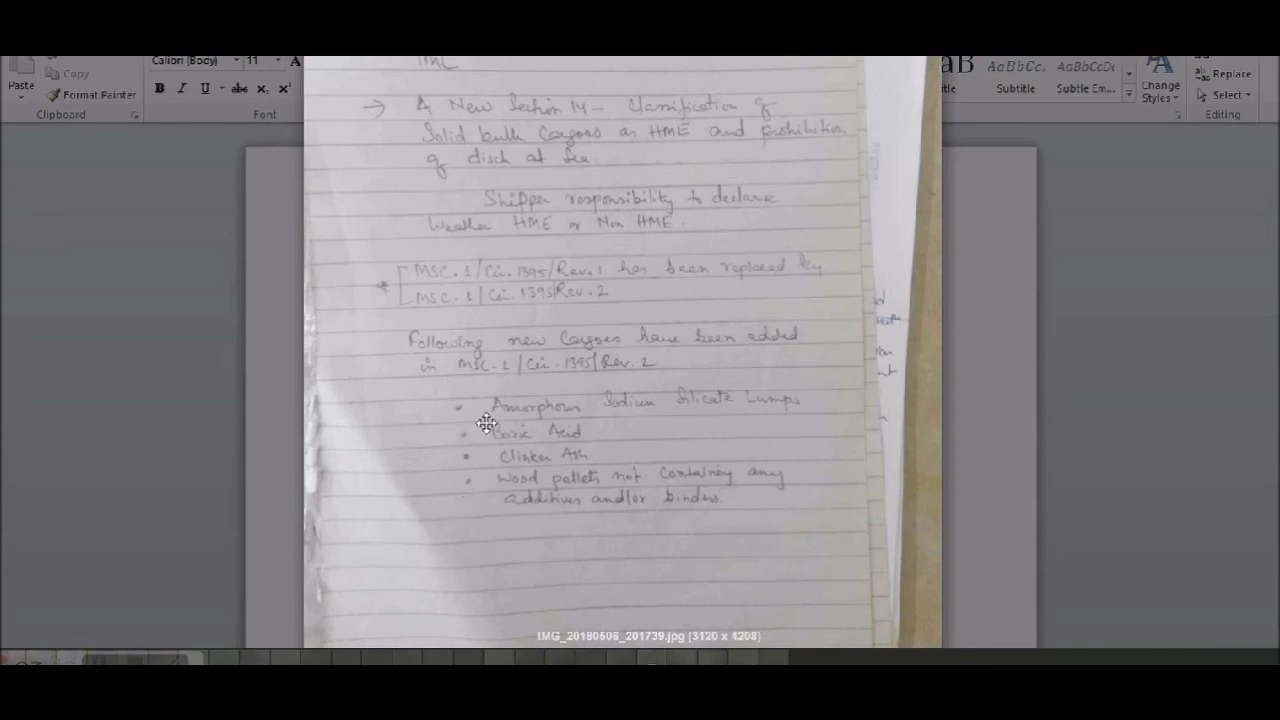 Calibri (Body)
11
A
Copy
Paste
Format Painter
B I U abc x₂ x²
Clipboard
Font
AaBbCc.
AaBbCcDc
Subtitle
Subtle Em...
Change
Styles
Replace
Select
Editing
→ A New Section 14 - Classification of
Solid bulk Cargoes as HME and prohibition
of disch at Sea.
Shipper responsibility to declare
Weather HME or Non HME.
* MSC.1/Cir.1395/Rev.1 has been replaced by
MSC.1/Cir.1395/Rev.2
Following new Cargoes have been added
in MSC-1/Cir-1395/Rev.2
• Amorphous Sodium Silicate Lumps
• Boric Acid
• Clinker Ash
• Wood pellets not Containing any
additives and/or binders.
IMG_20180506_201739.jpg [3120 x 4208]